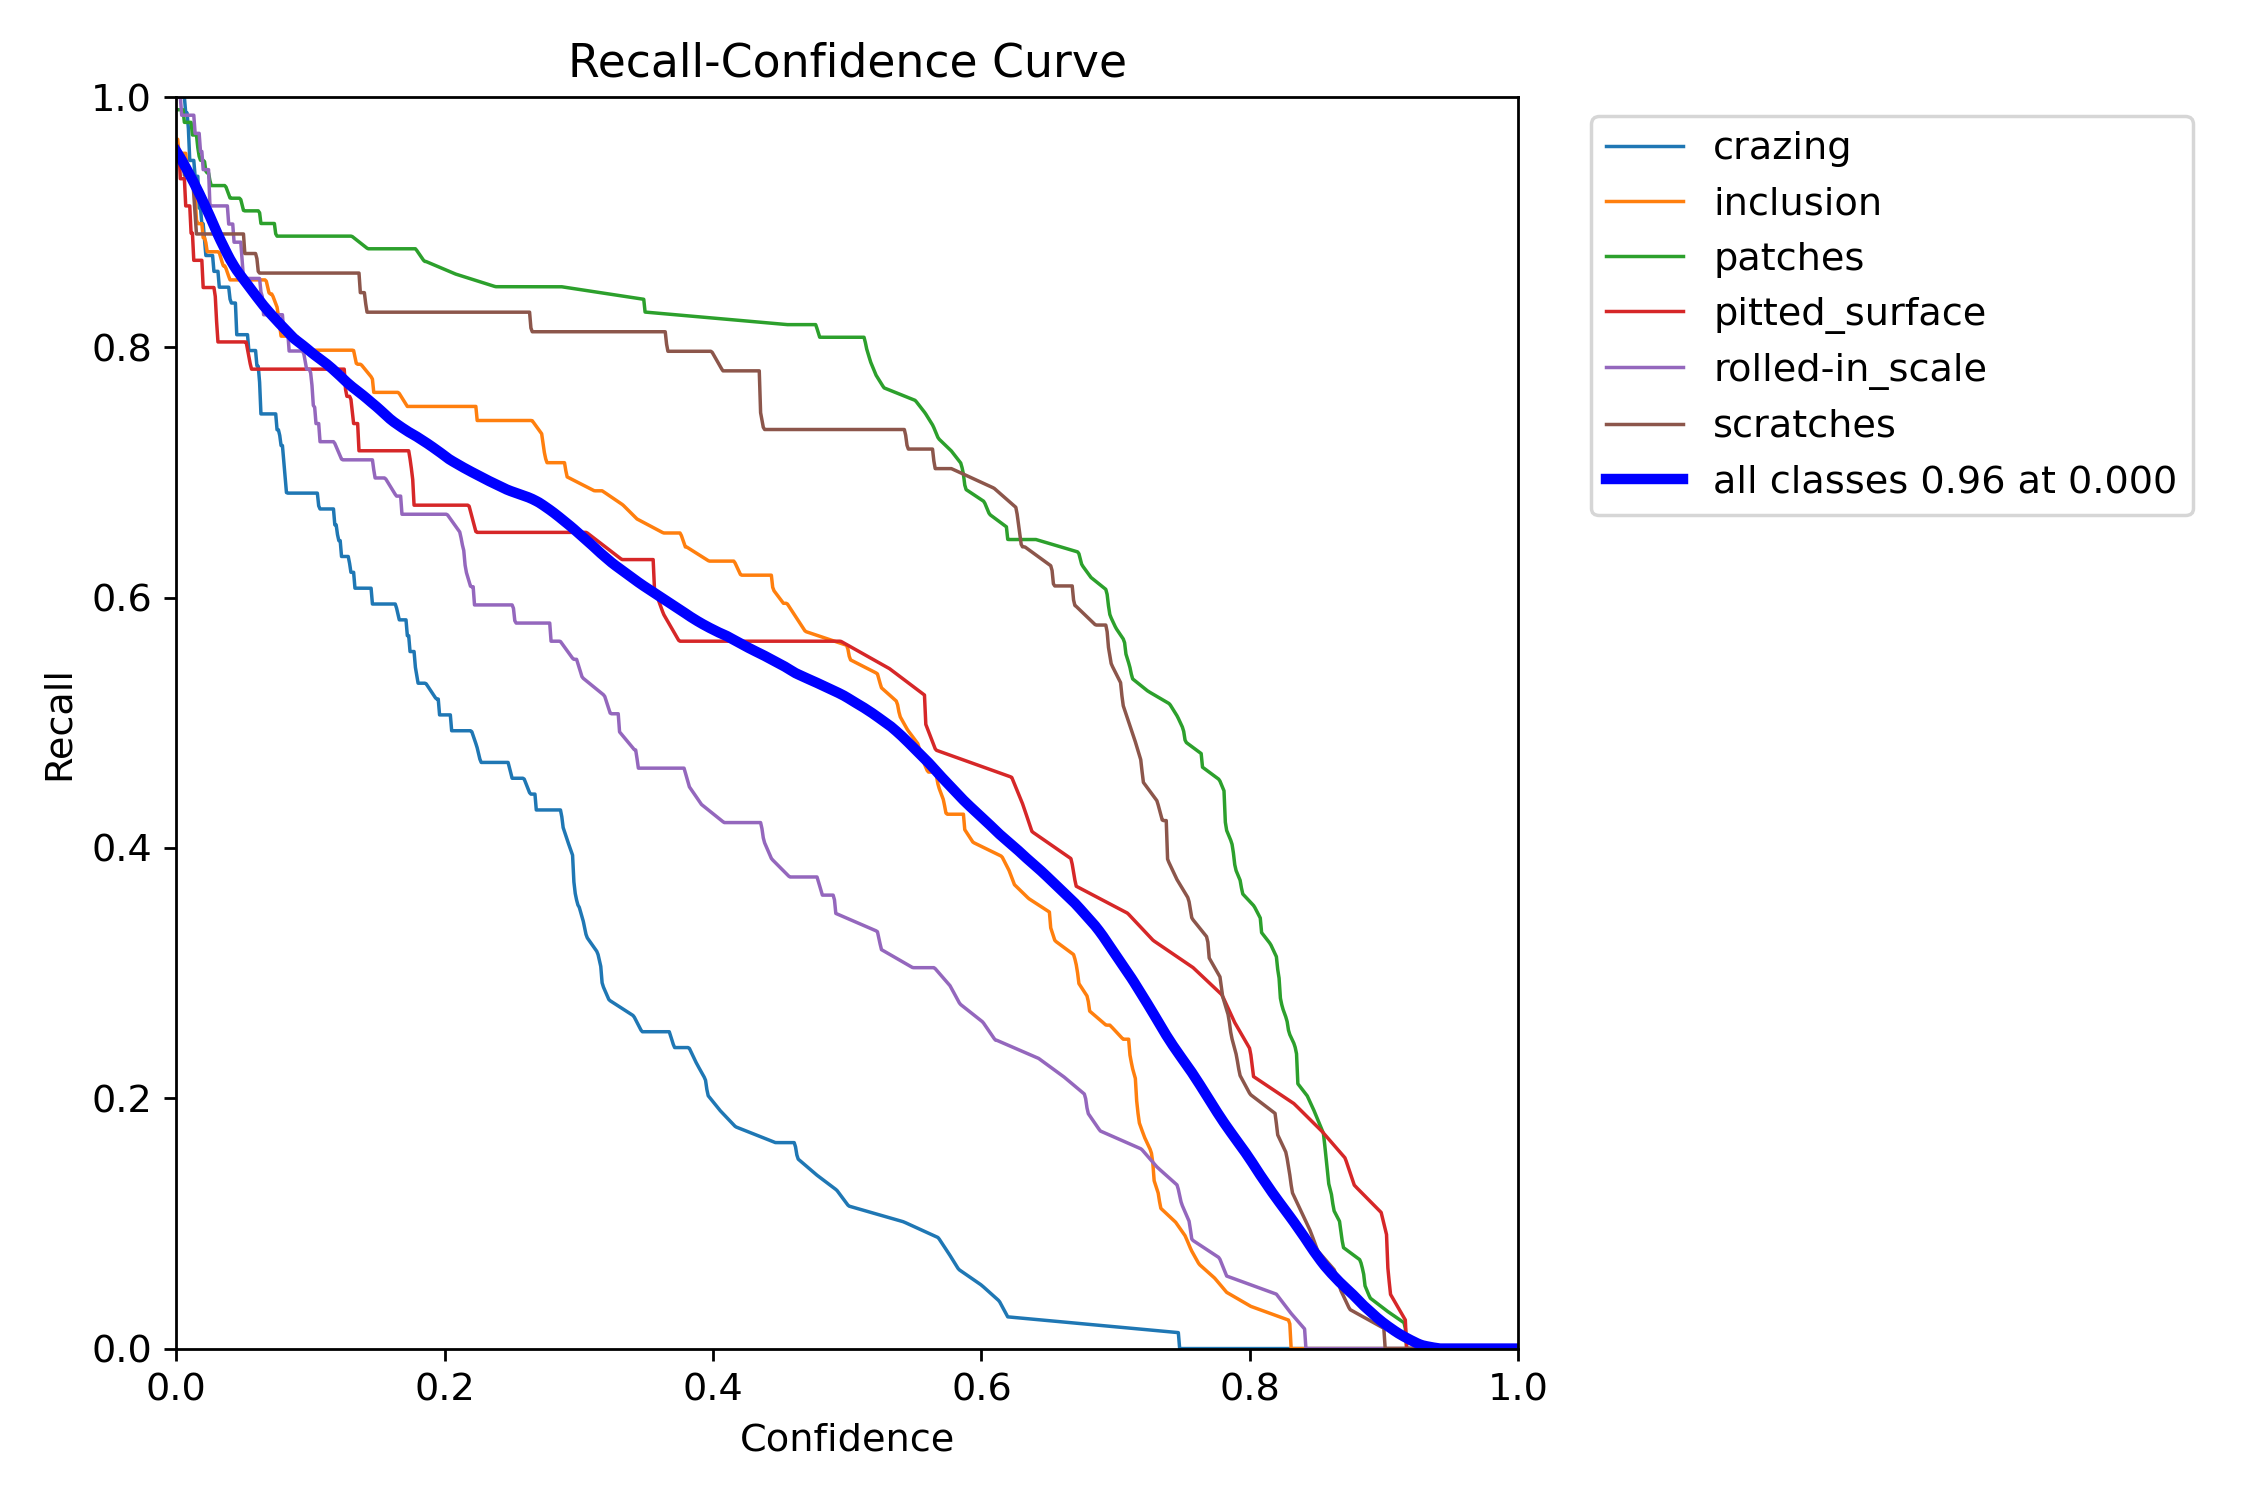 Recall-Confidence Curve
1.0
0.8
0.6
0.4
0.2
0.0
Recall
0.0 0.2 0.4 0.6 0.8 1.0
Confidence
crazing
inclusion
patches
pitted_surface
rolled-in_scale
scratches
all classes 0.96 at 0.000